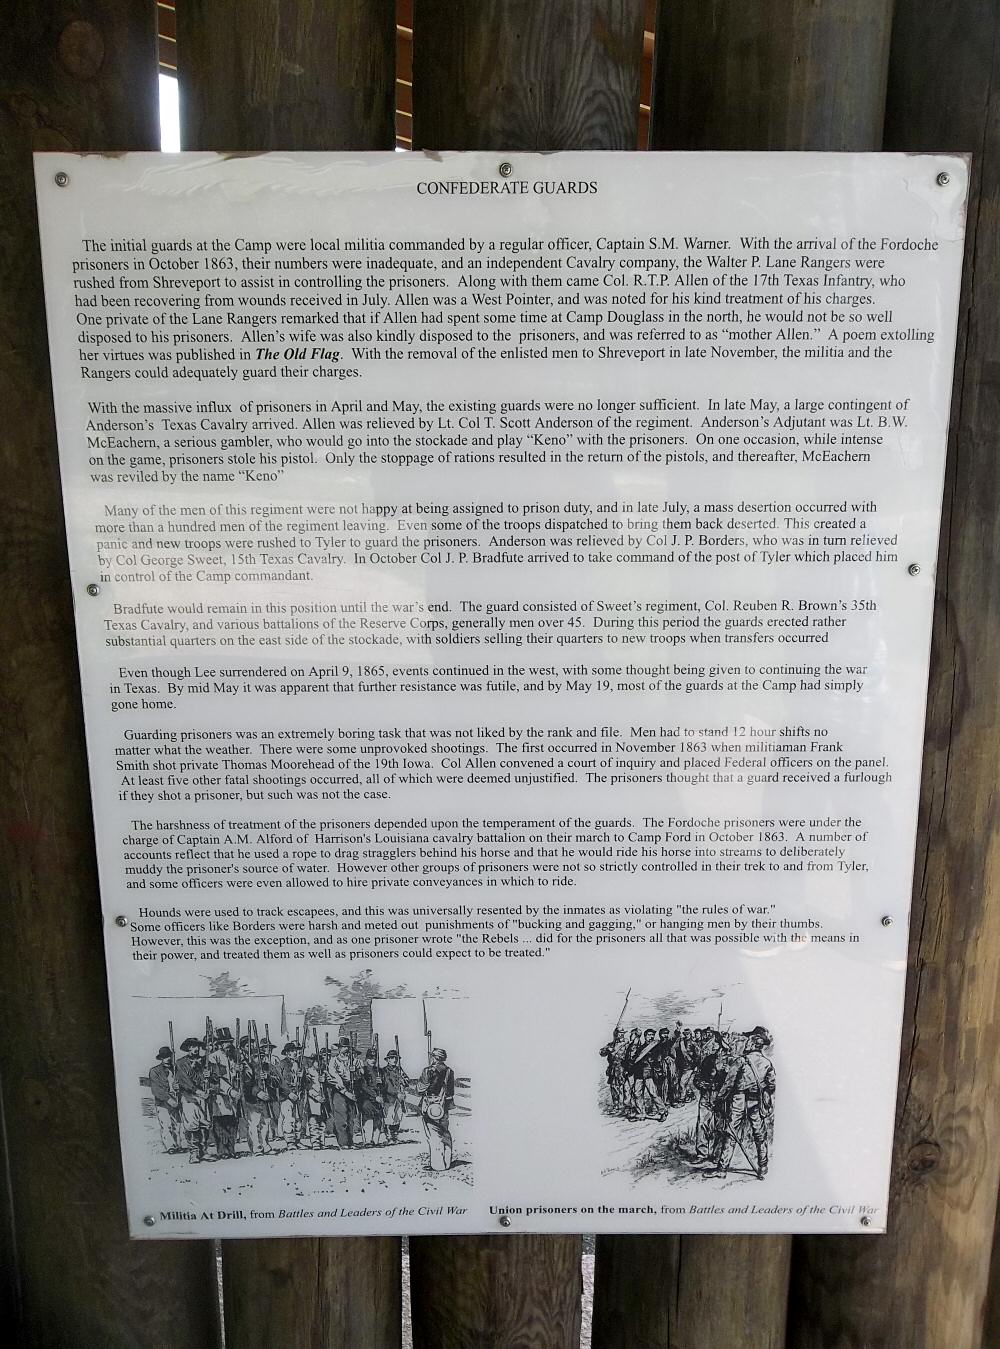 CONFEDERATE GUARDS
The initial guards at the Camp were local militia commanded by a regular officer, Captain S.M. Warner. With the arrival of the Fordoche
prisoners in October 1863, their numbers were inadequate, and an independent Cavalry company, the Walter P. Lane Rangers were
rushed from Shreveport to assist in controlling the prisoners. Along with them came Col. R.T.P. Allen of the 17th Texas Infantry, who
had been recovering from wounds received in July. Allen was a West Pointer, and was noted for his kind treatment of his charges.
One private of the Lane Rangers remarked that if Allen had spent some time at Camp Douglass in the north, he would not be so well
disposed to his prisoners. Allen's wife was also kindly disposed to the prisoners, and was referred to as “mother Allen.” A poem extolling
her virtues was published in The Old Flag. With the removal of the enlisted men to Shreveport in late November, the militia and the
Rangers could adequately guard their charges.
With the massive influx of prisoners in April and May, the existing guards were no longer sufficient. In late May, a large contingent of
Anderson's Texas Cavalry arrived. Allen was relieved by Lt. Col T. Scott Anderson of the regiment. Anderson's Adjutant was Lt. B.W.
McEachern, a serious gambler, who would go into the stockade and play “Keno” with the prisoners. On one occasion, while intense
on the game, prisoners stole his pistol. Only the stoppage of rations resulted in the return of the pistols, and thereafter, McEachern
was reviled by the name “Keno”
Many of the men of this regiment were not happy at being assigned to prison duty, and in late July, a mass desertion occurred with
more than a hundred men of the regiment leaving. Even some of the troops dispatched to bring them back deserted. This created a
panic and new troops were rushed to Tyler to guard the prisoners. Anderson was relieved by Col J. P. Borders, who was in turn relieved
by Col George Sweet, 15th Texas Cavalry. In October Col J. P. Bradfute arrived to take command of the post of Tyler which placed him
in control of the Camp commandant.
Bradfute would remain in this position until the war's end. The guard consisted of Sweet's regiment, Col. Reuben R. Brown's 35th
Texas Cavalry, and various battalions of the Reserve Corps, generally men over 45. During this period the guards erected rather
substantial quarters on the east side of the stockade, with soldiers selling their quarters to new troops when transfers occurred
Even though Lee surrendered on April 9, 1865, events continued in the west, with some thought being given to continuing the war
in Texas. By mid May it was apparent that further resistance was futile, and by May 19, most of the guards at the Camp had simply
gone home.
Guarding prisoners was an extremely boring task that was not liked by the rank and file. Men had to stand 12 hour shifts no
matter what the weather. There were some unprovoked shootings. The first occurred in November 1863 when militiaman Frank
Smith shot private Thomas Moorehead of the 19th Iowa. Col Allen convened a court of inquiry and placed Federal officers on the panel.
At least five other fatal shootings occurred, all of which were deemed unjustified. The prisoners thought that a guard received a furlough
if they shot a prisoner, but such was not the case.
The harshness of treatment of the prisoners depended upon the temperament of the guards. The Fordoche prisoners were under the
charge of Captain A.M. Alford of Harrison's Louisiana cavalry battalion on their march to Camp Ford in October 1863. A number of
accounts reflect that he used a rope to drag stragglers behind his horse and that he would ride his horse into streams to deliberately
muddy the prisoner's source of water. However other groups of prisoners were not so strictly controlled in their trek to and from Tyler,
and some officers were even allowed to hire private conveyances in which to ride.
Hounds were used to track escapees, and this was universally resented by the inmates as violating "the rules of war."
Some officers like Borders were harsh and meted out punishments of "bucking and gagging," or hanging men by their thumbs.
However, this was the exception, and as one prisoner wrote "the Rebels ... did for the prisoners all that was possible with the means in
their power, and treated them as well as prisoners could expect to be treated."
Militia At Drill, from Battles and Leaders of the Civil War
Union prisoners on the march, from Battles and Leaders of the Civil War